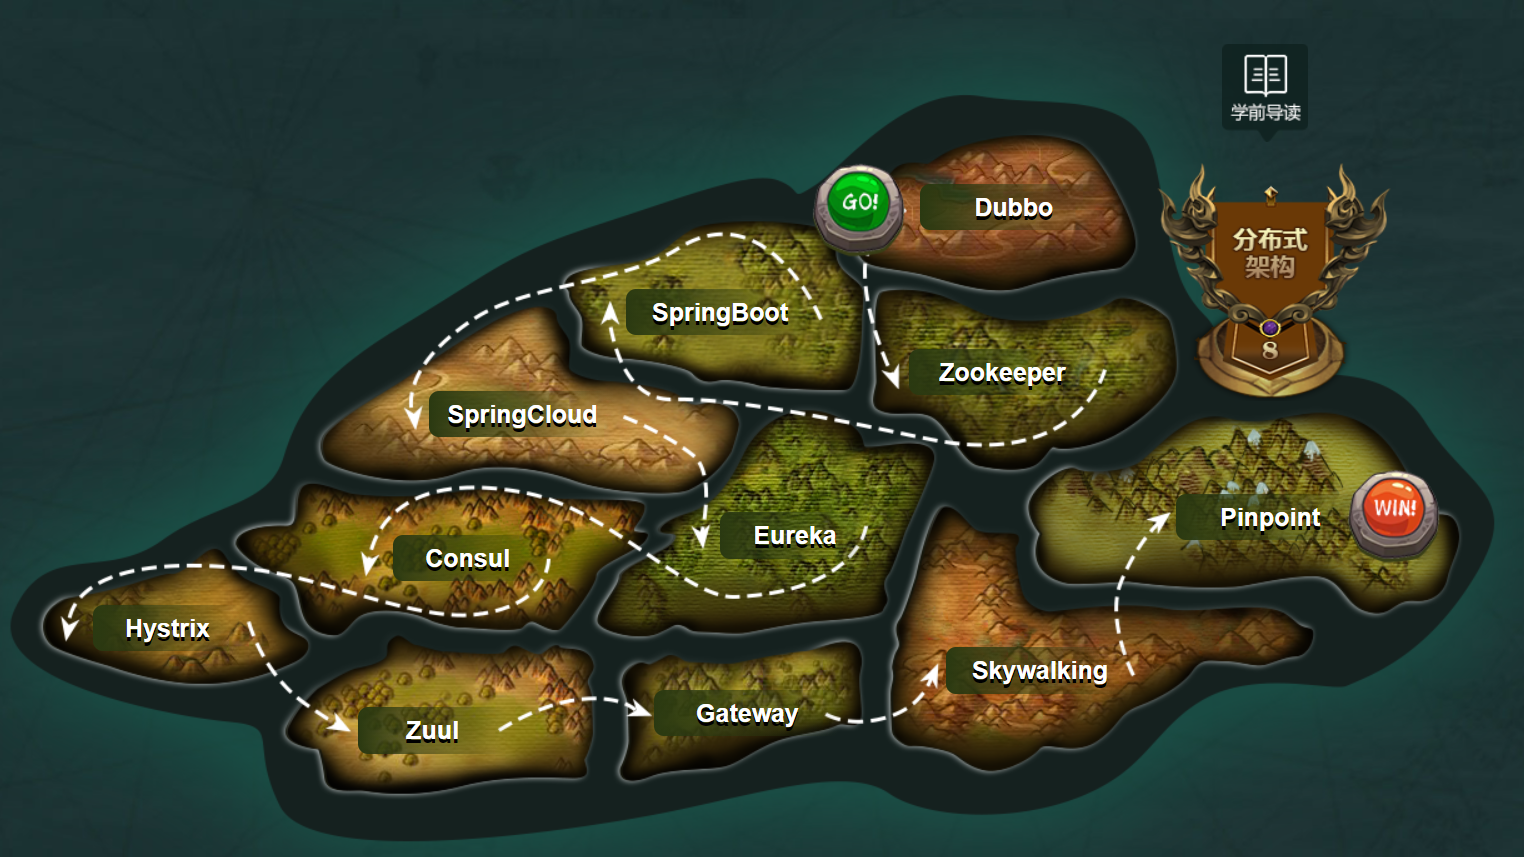 学前导读
分布式
架构
8
GO!
Dubbo
SpringBoot
Zookeeper
SpringCloud
Eureka
Consul
Pinpoint
WIN!
Hystrix
Zuul
Gateway
Skywalking